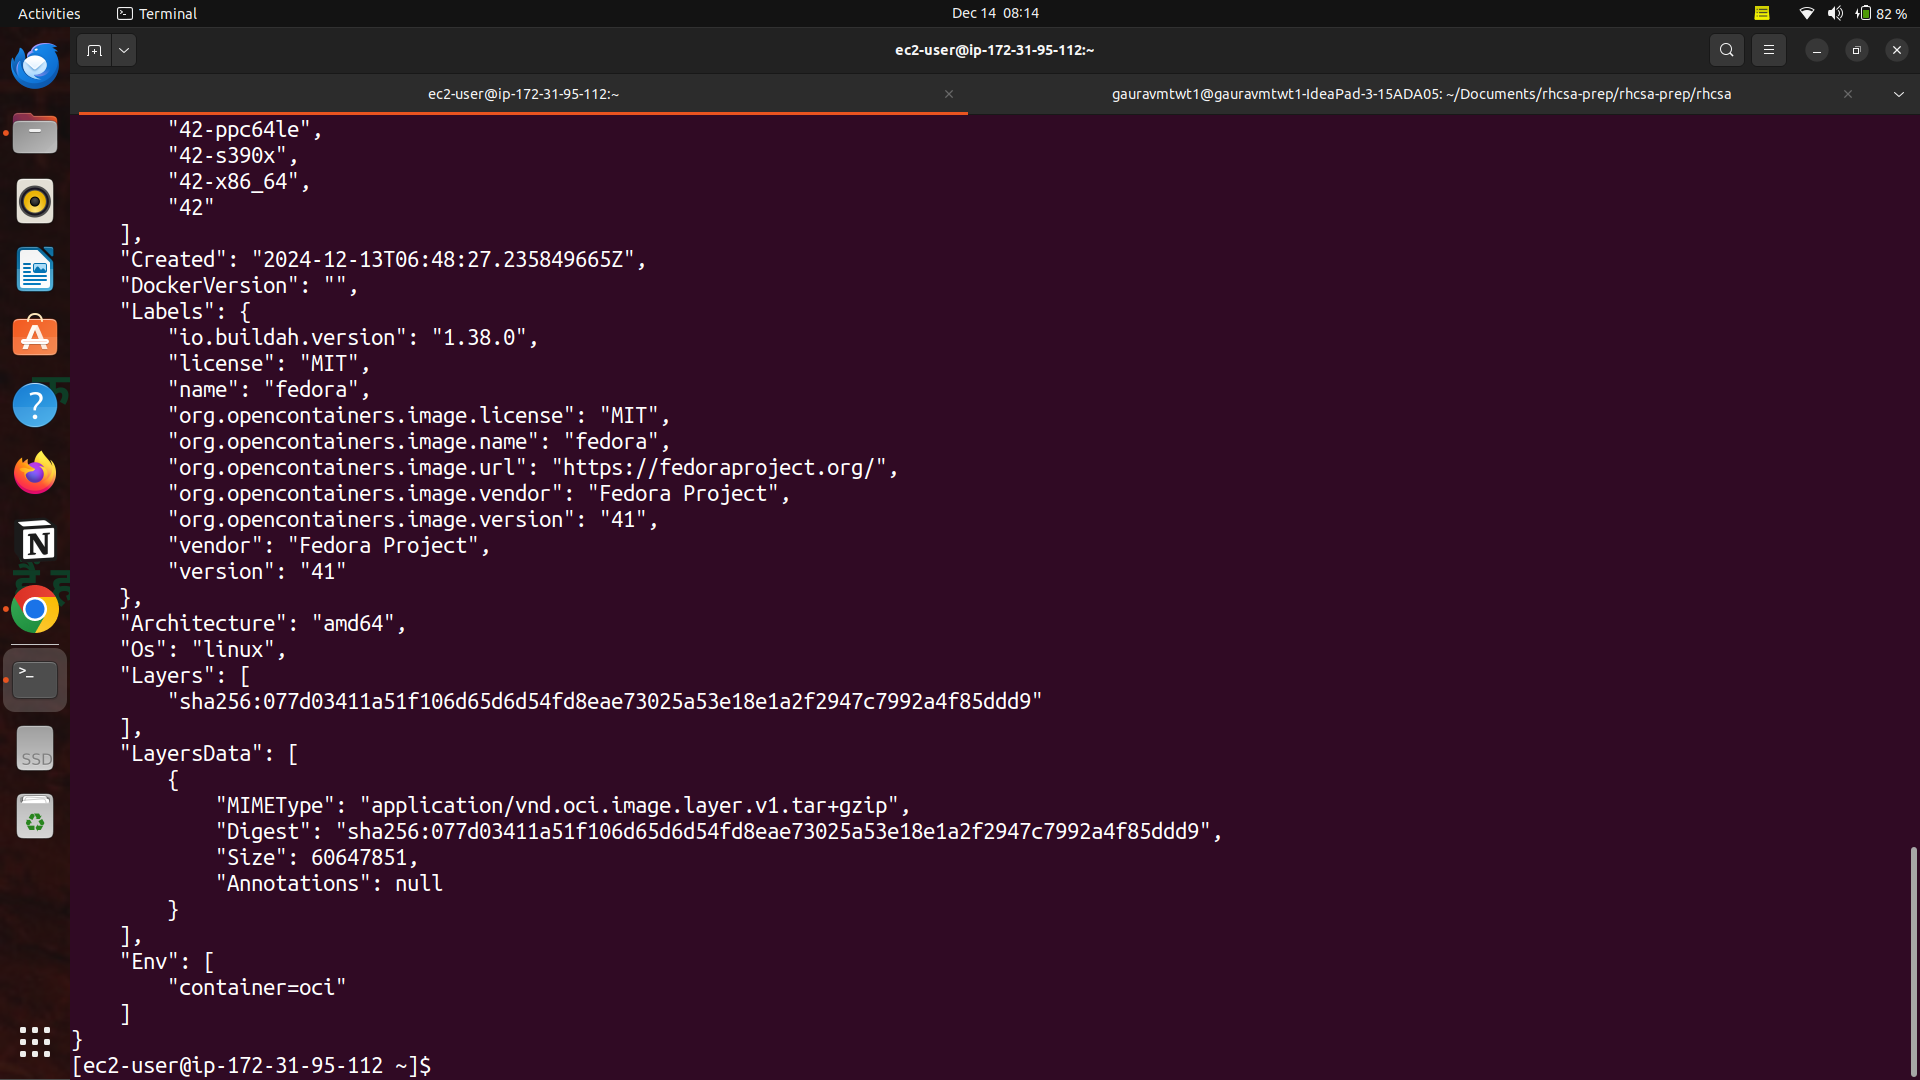 Activities
Terminal
Dec 14 08:14
82 %
ec2-user@ip-172-31-95-112:~
ec2-user@ip-172-31-95-112:~
gauravmtwt1@gauravmtwt1-IdeaPad-3-15ADA05: ~/Documents/rhcsa-prep/rhcsa-prep/rhcsa
"42-ppc64le",
"42-s390x",
"42-x86_64",
"42"
],
"Created": "2024-12-13T06:48:27.235849665Z",
"DockerVersion": "",
"Labels": {
"io.buildah.version": "1.38.0",
"license": "MIT",
"name": "fedora",
"org.opencontainers.image.license": "MIT",
"org.opencontainers.image.name": "fedora",
"org.opencontainers.image.url": "https://fedoraproject.org/",
"org.opencontainers.image.vendor": "Fedora Project",
"org.opencontainers.image.version": "41",
"vendor": "Fedora Project",
"version": "41"
},
"Architecture": "amd64",
"Os": "linux",
"Layers": [
"sha256:077d03411a51f106d65d6d54fd8eae73025a53e18e1a2f2947c7992a4f85ddd9"
],
"LayersData": [
{
"MIMEType": "application/vnd.oci.image.layer.v1.tar+gzip",
"Digest": "sha256:077d03411a51f106d65d6d54fd8eae73025a53e18e1a2f2947c7992a4f85ddd9",
"Size": 60647851,
"Annotations": null
}
],
"Env": [
"container=oci"
]
}
[ec2-user@ip-172-31-95-112 ~]$
SSD